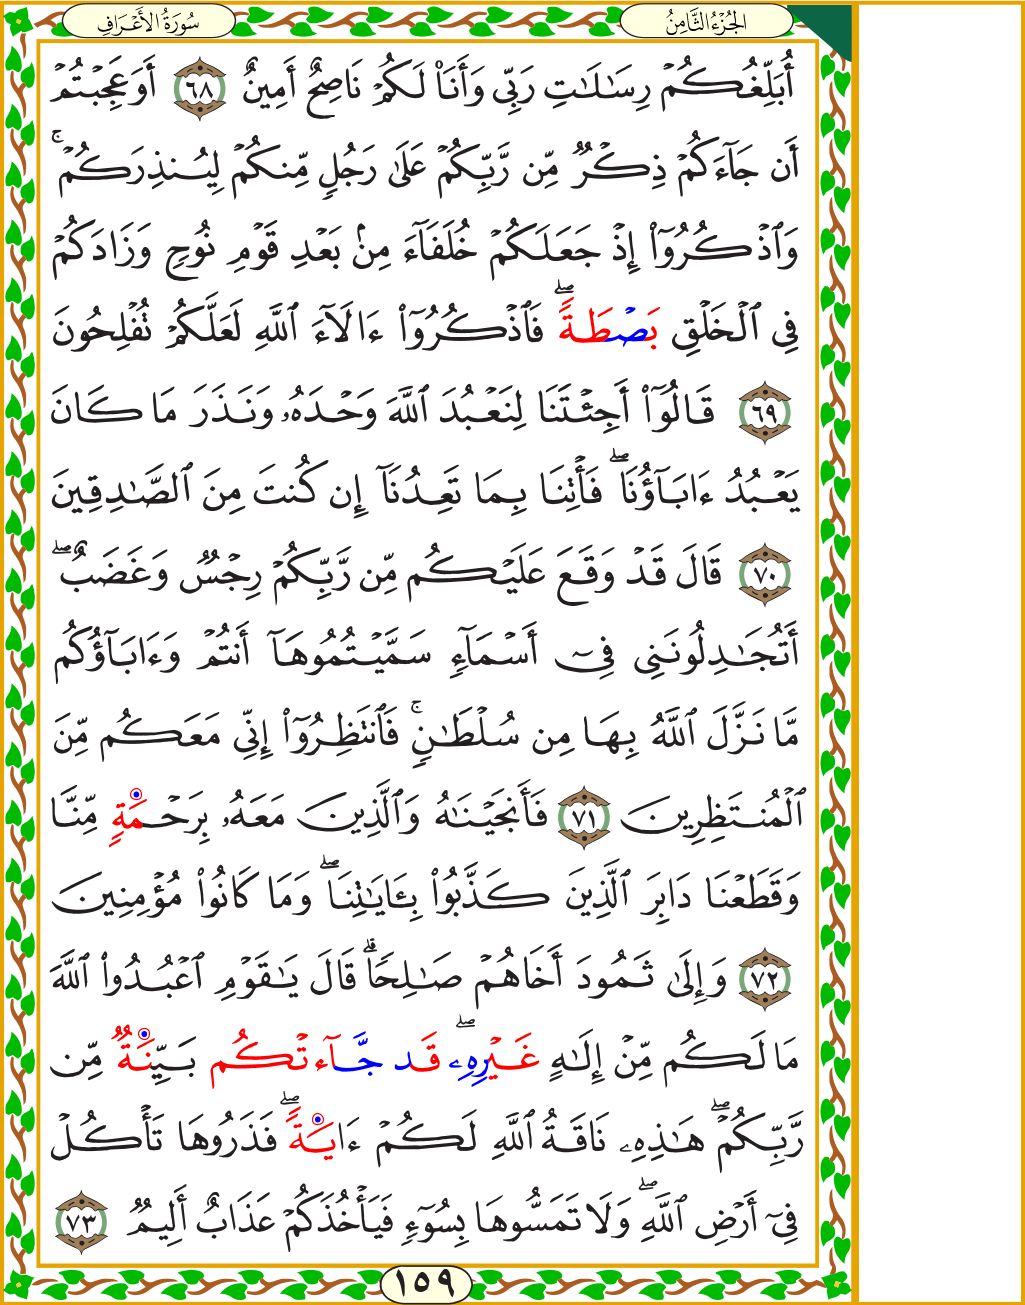 الجُزْءُ الثَّامِنُ
سُورَةُ الأَعْرَافِ
أُبَلِّغُكُمْ رِسَٰلَٰتِ رَبِّى وَأَنَا۠ لَكُمْ نَاصِحٌ أَمِينٌ ٦٨ أَوَعَجِبْتُمْ
أَن جَآءَكُمْ ذِكْرٌ مِّن رَّبِّكُمْ عَلَىٰ رَجُلٍ مِّنكُمْ لِيُنذِرَكُمْ ۚ
وَٱذْكُرُوٓا۟ إِذْ جَعَلَكُمْ خُلَفَآءَ مِنۢ بَعْدِ قَوْمِ نُوحٍ وَزَادَكُمْ
فِى ٱلْخَلْقِ بَصْطَةً ۖ فَٱذْكُرُوٓا۟ ءَالَآءَ ٱللَّهِ لَعَلَّكُمْ تُفْلِحُونَ
٦٩ قَالُوٓا۟ أَجِئْتَنَا لِنَعْبُدَ ٱللَّهَ وَحْدَهُۥ وَنَذَرَ مَا كَانَ
يَعْبُدُ ءَابَآؤُنَا ۖ فَأْتِنَا بِمَا تَعِدُنَآ إِن كُنتَ مِنَ ٱلصَّٰدِقِينَ
٧٠ قَالَ قَدْ وَقَعَ عَلَيْكُم مِّن رَّبِّكُمْ رِجْسٌ وَغَضَبٌ ۖ
أَتُجَٰدِلُونَنِى فِىٓ أَسْمَآءٍ سَمَّيْتُمُوهَآ أَنتُمْ وَءَابَآؤُكُم
مَّا نَزَّلَ ٱللَّهُ بِهَا مِن سُلْطَٰنٍ ۚ فَٱنتَظِرُوٓا۟ إِنِّى مَعَكُم مِّنَ
ٱلْمُنتَظِرِينَ ٧١ فَأَنجَيْنَٰهُ وَٱلَّذِينَ مَعَهُۥ بِرَحْمَةٍ مِّنَّا
وَقَطَعْنَا دَابِرَ ٱلَّذِينَ كَذَّبُوا۟ بِـَٔايَٰتِنَا ۖ وَمَا كَانُوا۟ مُؤْمِنِينَ
٧٢ وَإِلَىٰ ثَمُودَ أَخَاهُمْ صَٰلِحًا ۗ قَالَ يَٰقَوْمِ ٱعْبُدُوا۟ ٱللَّهَ
مَا لَكُم مِّنْ إِلَٰهٍ غَيْرِهِۦ ۖ قَد جَّآءَتْكُم بَيِّنَةٌ مِّن
رَّبِّكُمْ ۖ هَٰذِهِۦ نَاقَةُ ٱللَّهِ لَكُمْ ءَايَةً ۖ فَذَرُوهَا تَأْكُلْ
فِىٓ أَرْضِ ٱللَّهِ ۖ وَلَا تَمَسُّوهَا بِسُوٓءٍ فَيَأْخُذَكُمْ عَذَابٌ أَلِيمٌ ٧٣
١٥٩